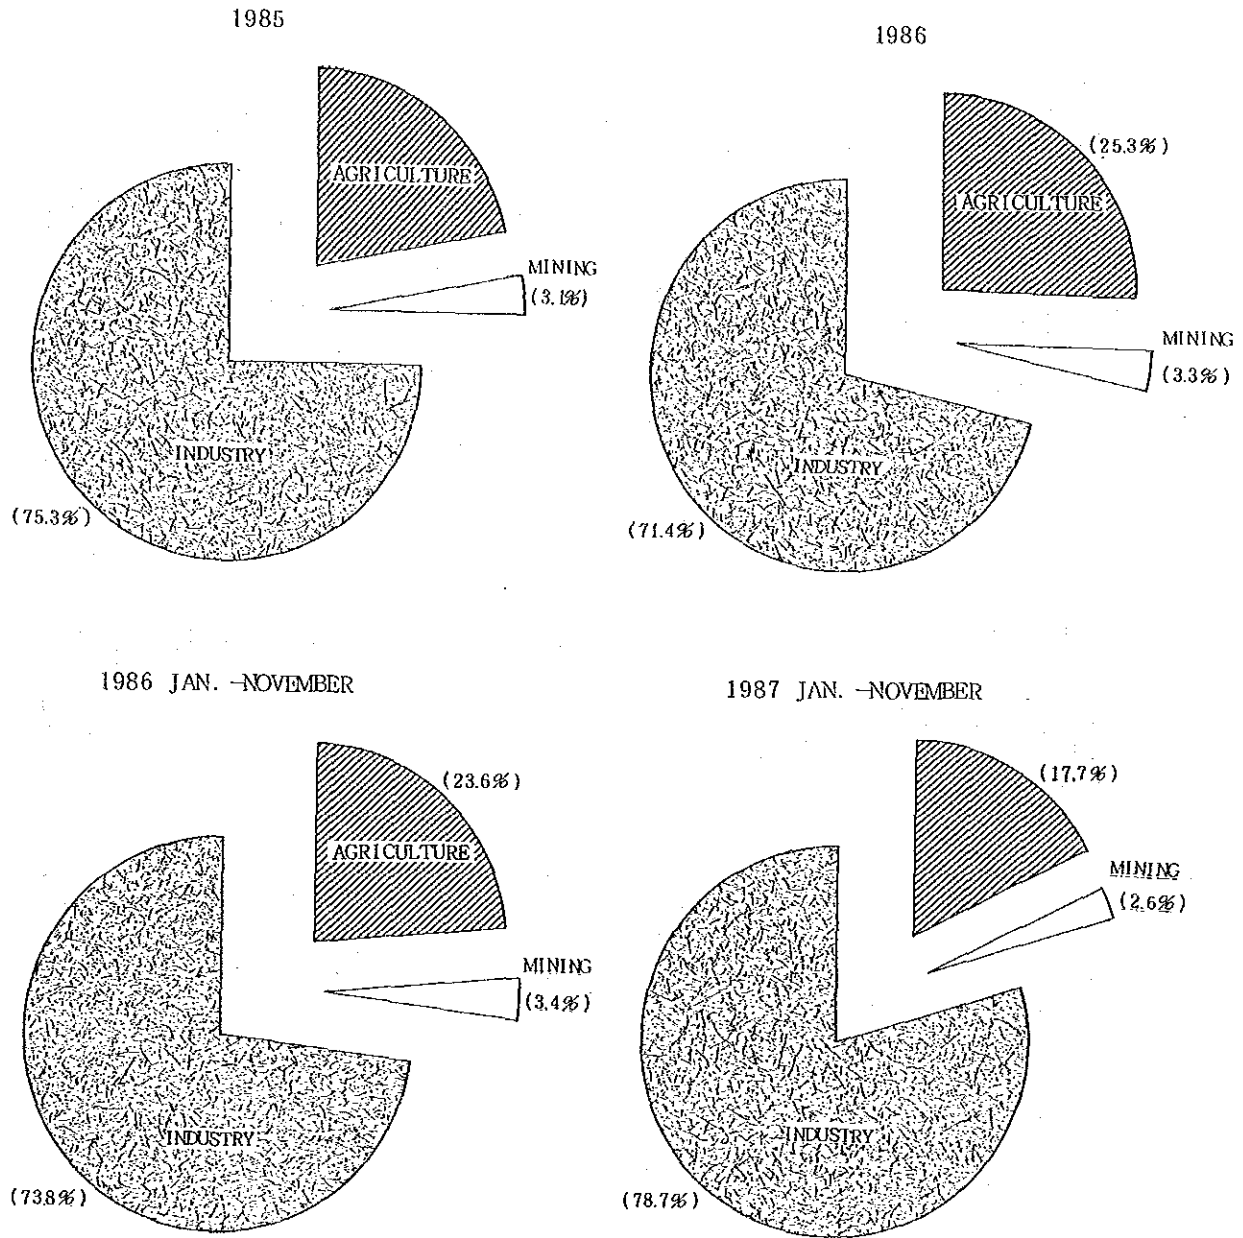 1985
AGRICULTURE
MINING
(3.1%)
INDUSTRY
(75.3%)
1986
(25.3%)
AGRICULTURE
MINING
(3.3%)
INDUSTRY
(71.4%)
1986 JAN. -NOVEMBER
(23.6%)
AGRICULTURE
MINING
(3.4%)
INDUSTRY
(73.8%)
1987 JAN. -NOVEMBER
(17.7%)
MINING
(2.6%)
INDUSTRY
(78.7%)